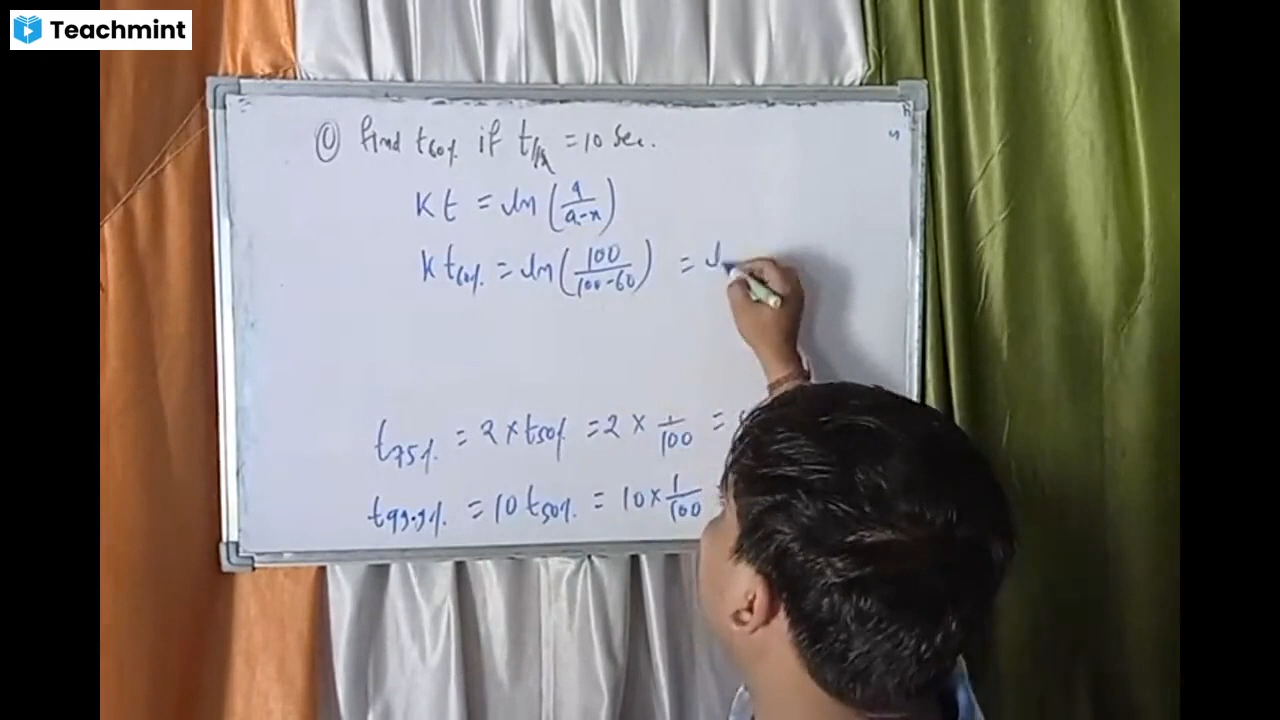 Teachmint
① find t60% if t1/2 = 10 sec.
Kt = ln (a/a-x)
Kt60% = ln (100/100-60) = l
t75% = 2 × t50% = 2 × 1/100 =
t99.9% = 10 t50% = 10 × 1/100